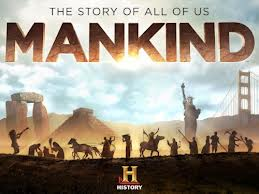 THE STORY OF ALL OF US
MANKIND
H
HISTORY